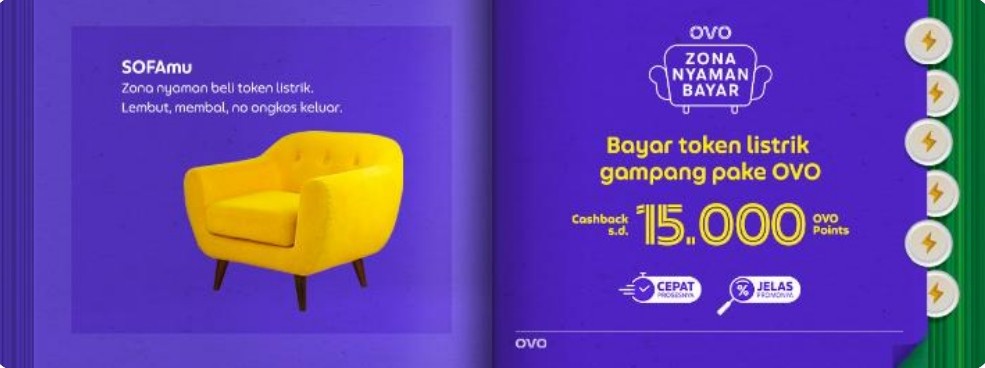 SOFAmu
Zona nyaman beli token listrik.
Lembut, membal, no ongkos keluar.
OVO
ZONA
NYAMAN
BAYAR
Bayar token listrik
gampang pake OVO
Cashback
s.d.
15.000
OVO
Points
CEPAT
PROSESNYA
%
JELAS
PROMONYA
OVO